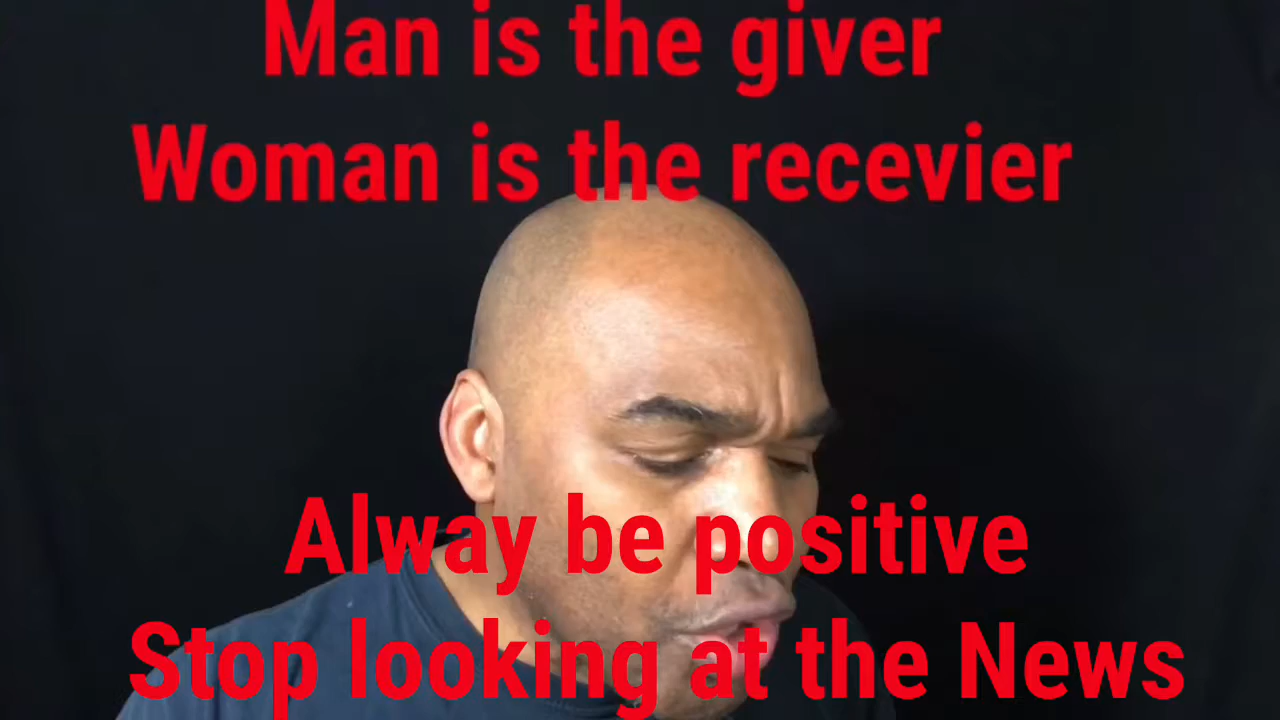 Man is the giver
Woman is the recevier
Alway be positive
Stop looking at the News